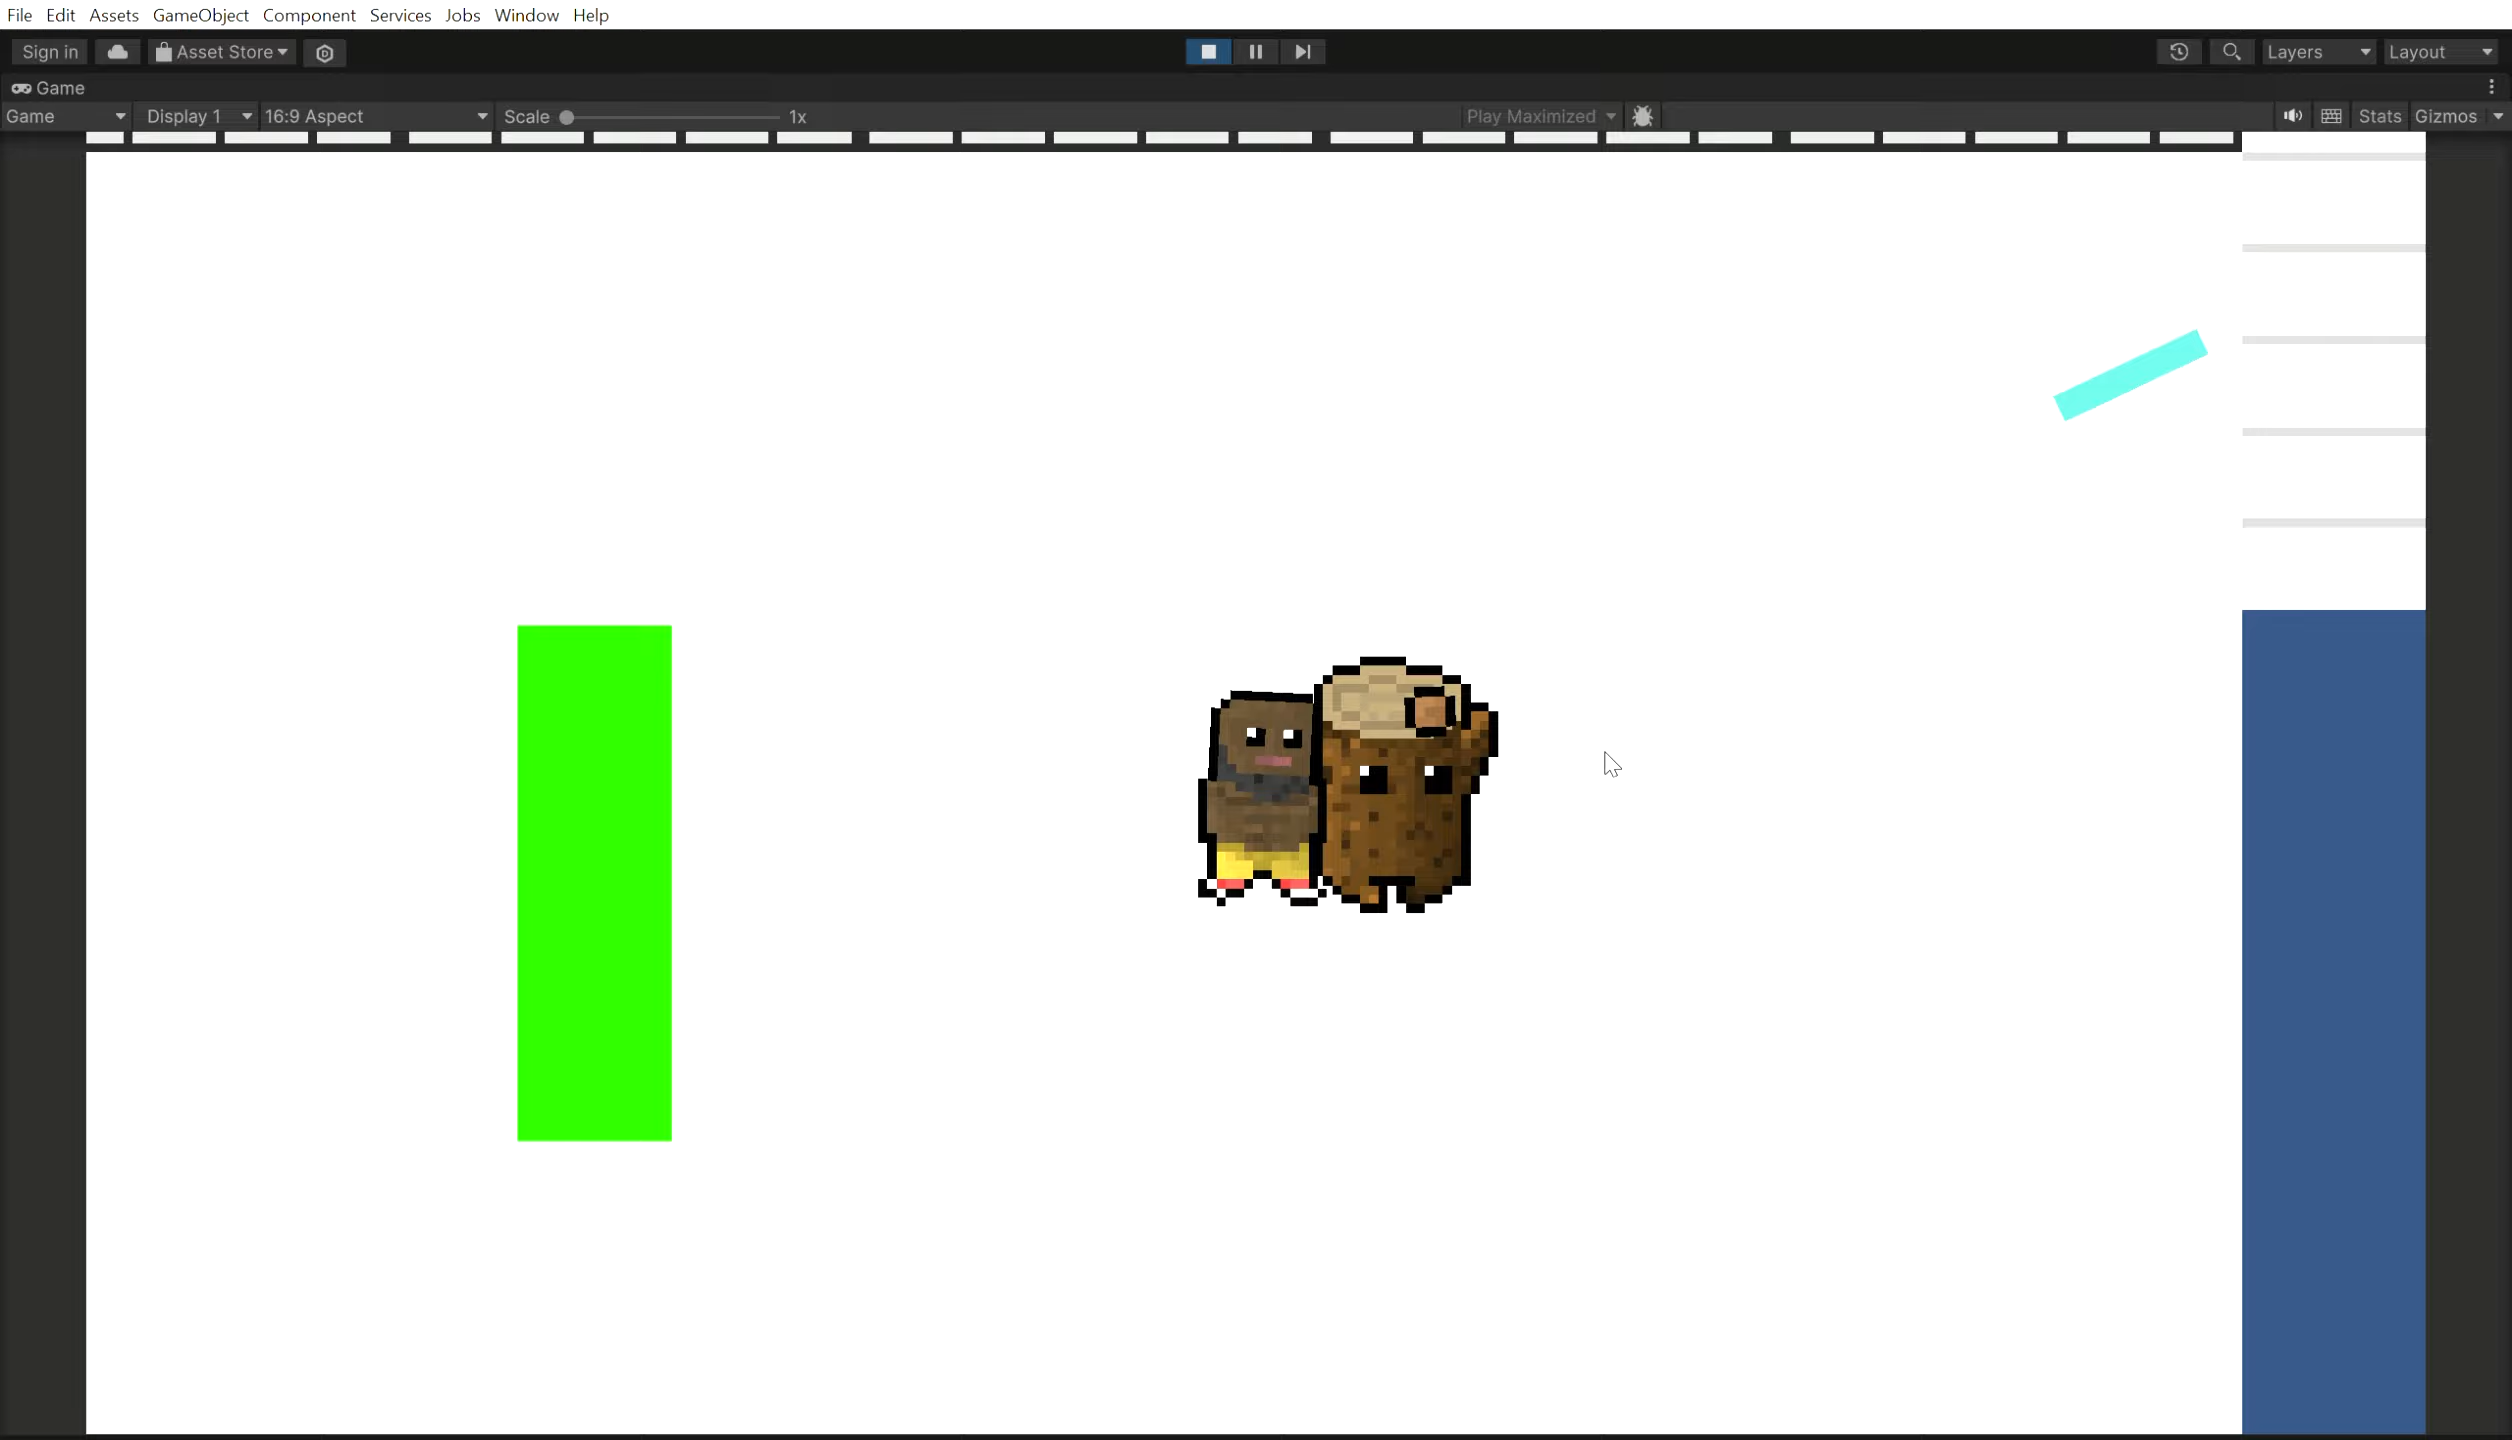 File Edit Assets GameObject Component Services Jobs Window Help
Sign in Asset Store Layers Layout
Game
Game Display 1 16:9 Aspect Scale 1x Play Maximized Stats Gizmos